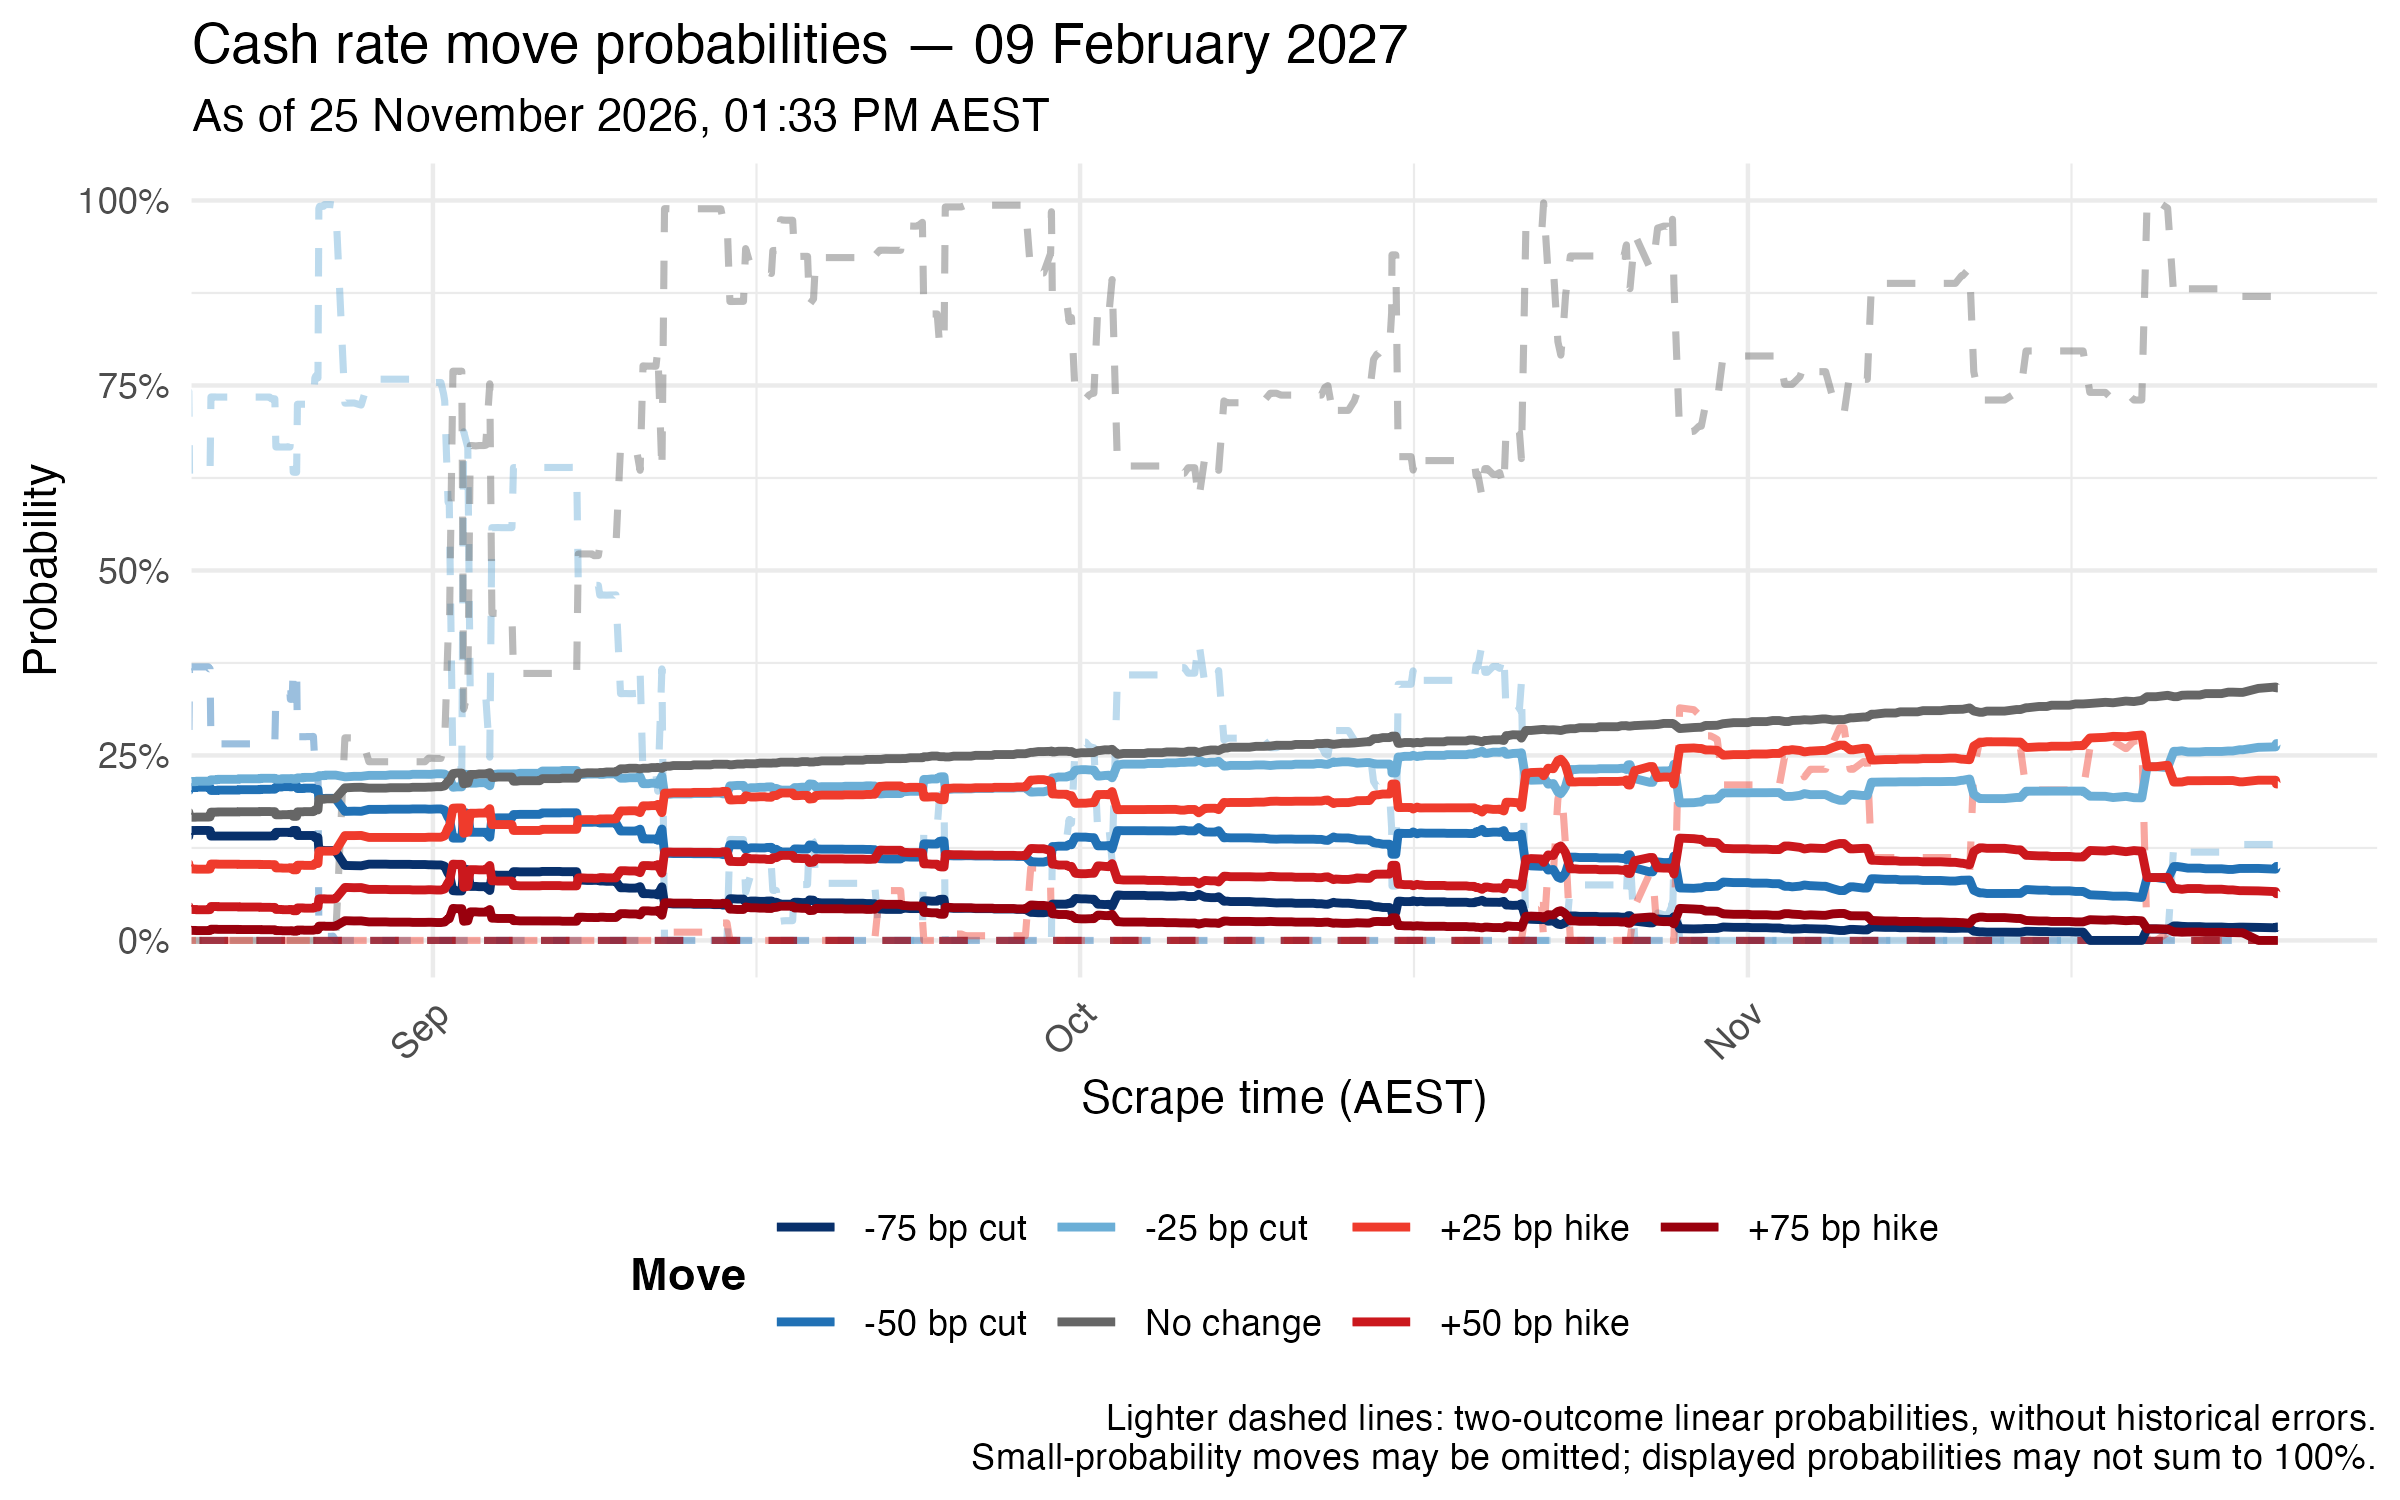 Cash rate move probabilities — 09 February 2027
As of 25 November 2026, 01:33 PM AEST
Probability
100%
75%
50%
25%
0%
Sep
Oct
Nov
Scrape time (AEST)
Move
-75 bp cut
-25 bp cut
+25 bp hike
+75 bp hike
-50 bp cut
No change
+50 bp hike
Lighter dashed lines: two-outcome linear probabilities, without historical errors.
Small-probability moves may be omitted; displayed probabilities may not sum to 100%.